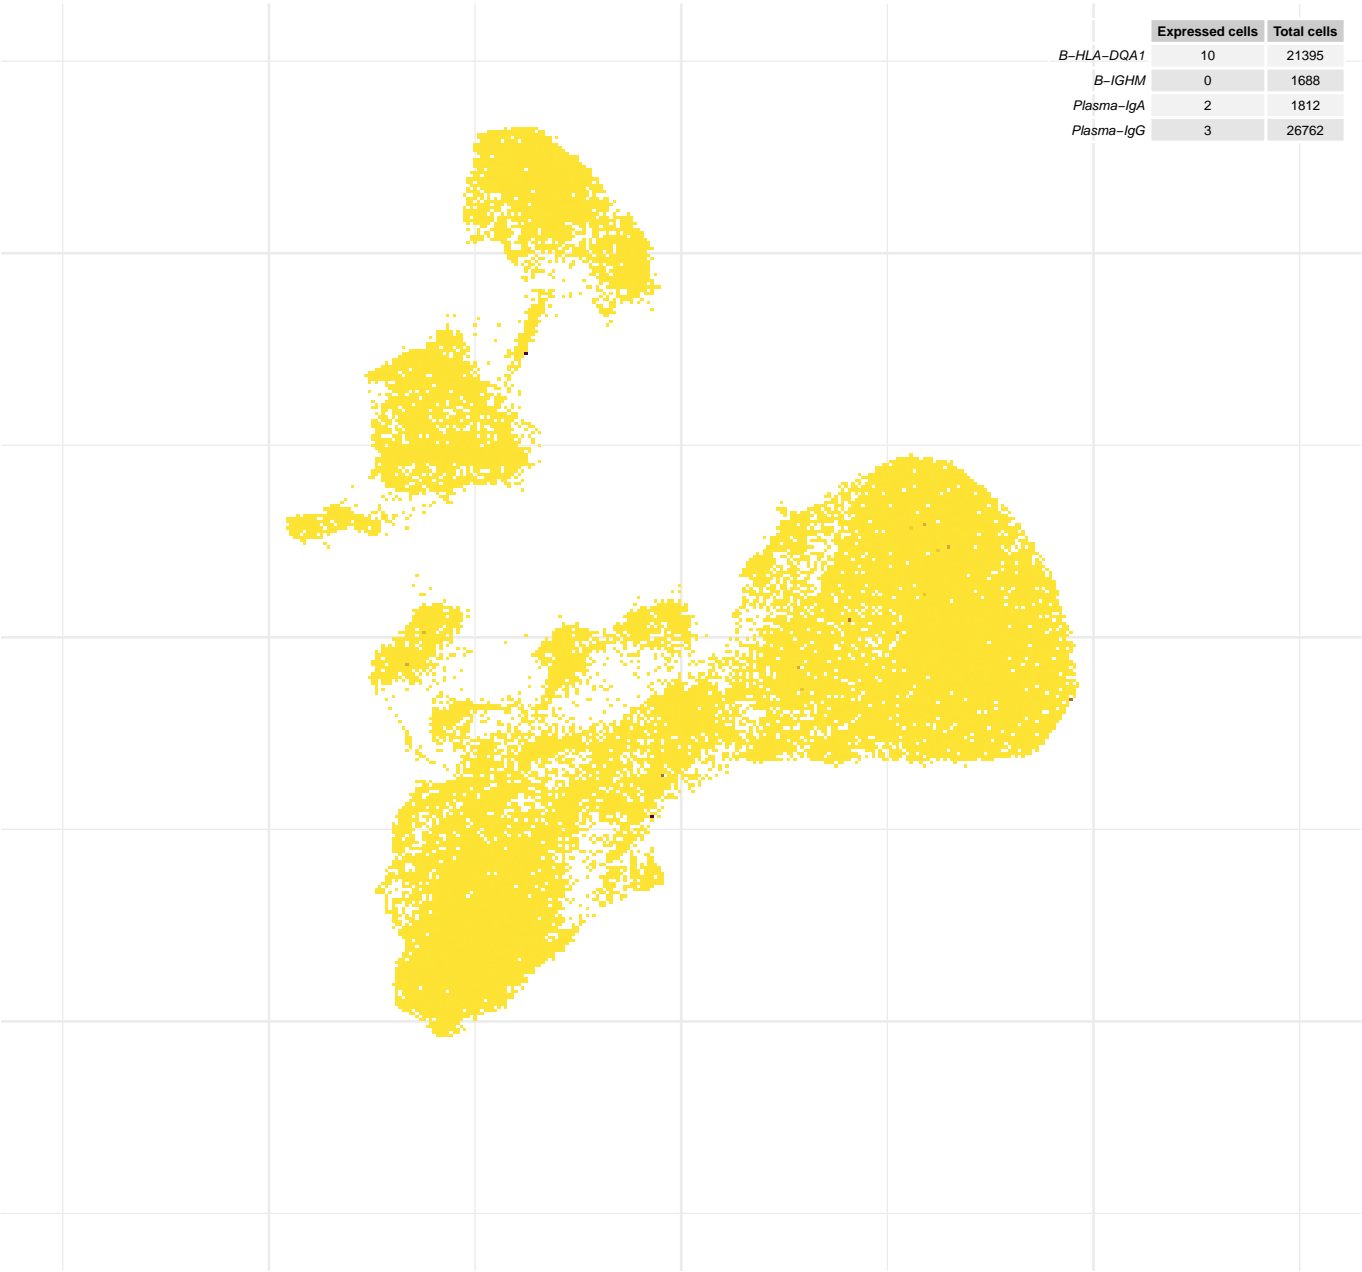 Expressed cells Total cells
B−HLA−DQA1 10 21395
B−IGHM 0 1688
Plasma−IgA 2 1812
Plasma−IgG 3 26762